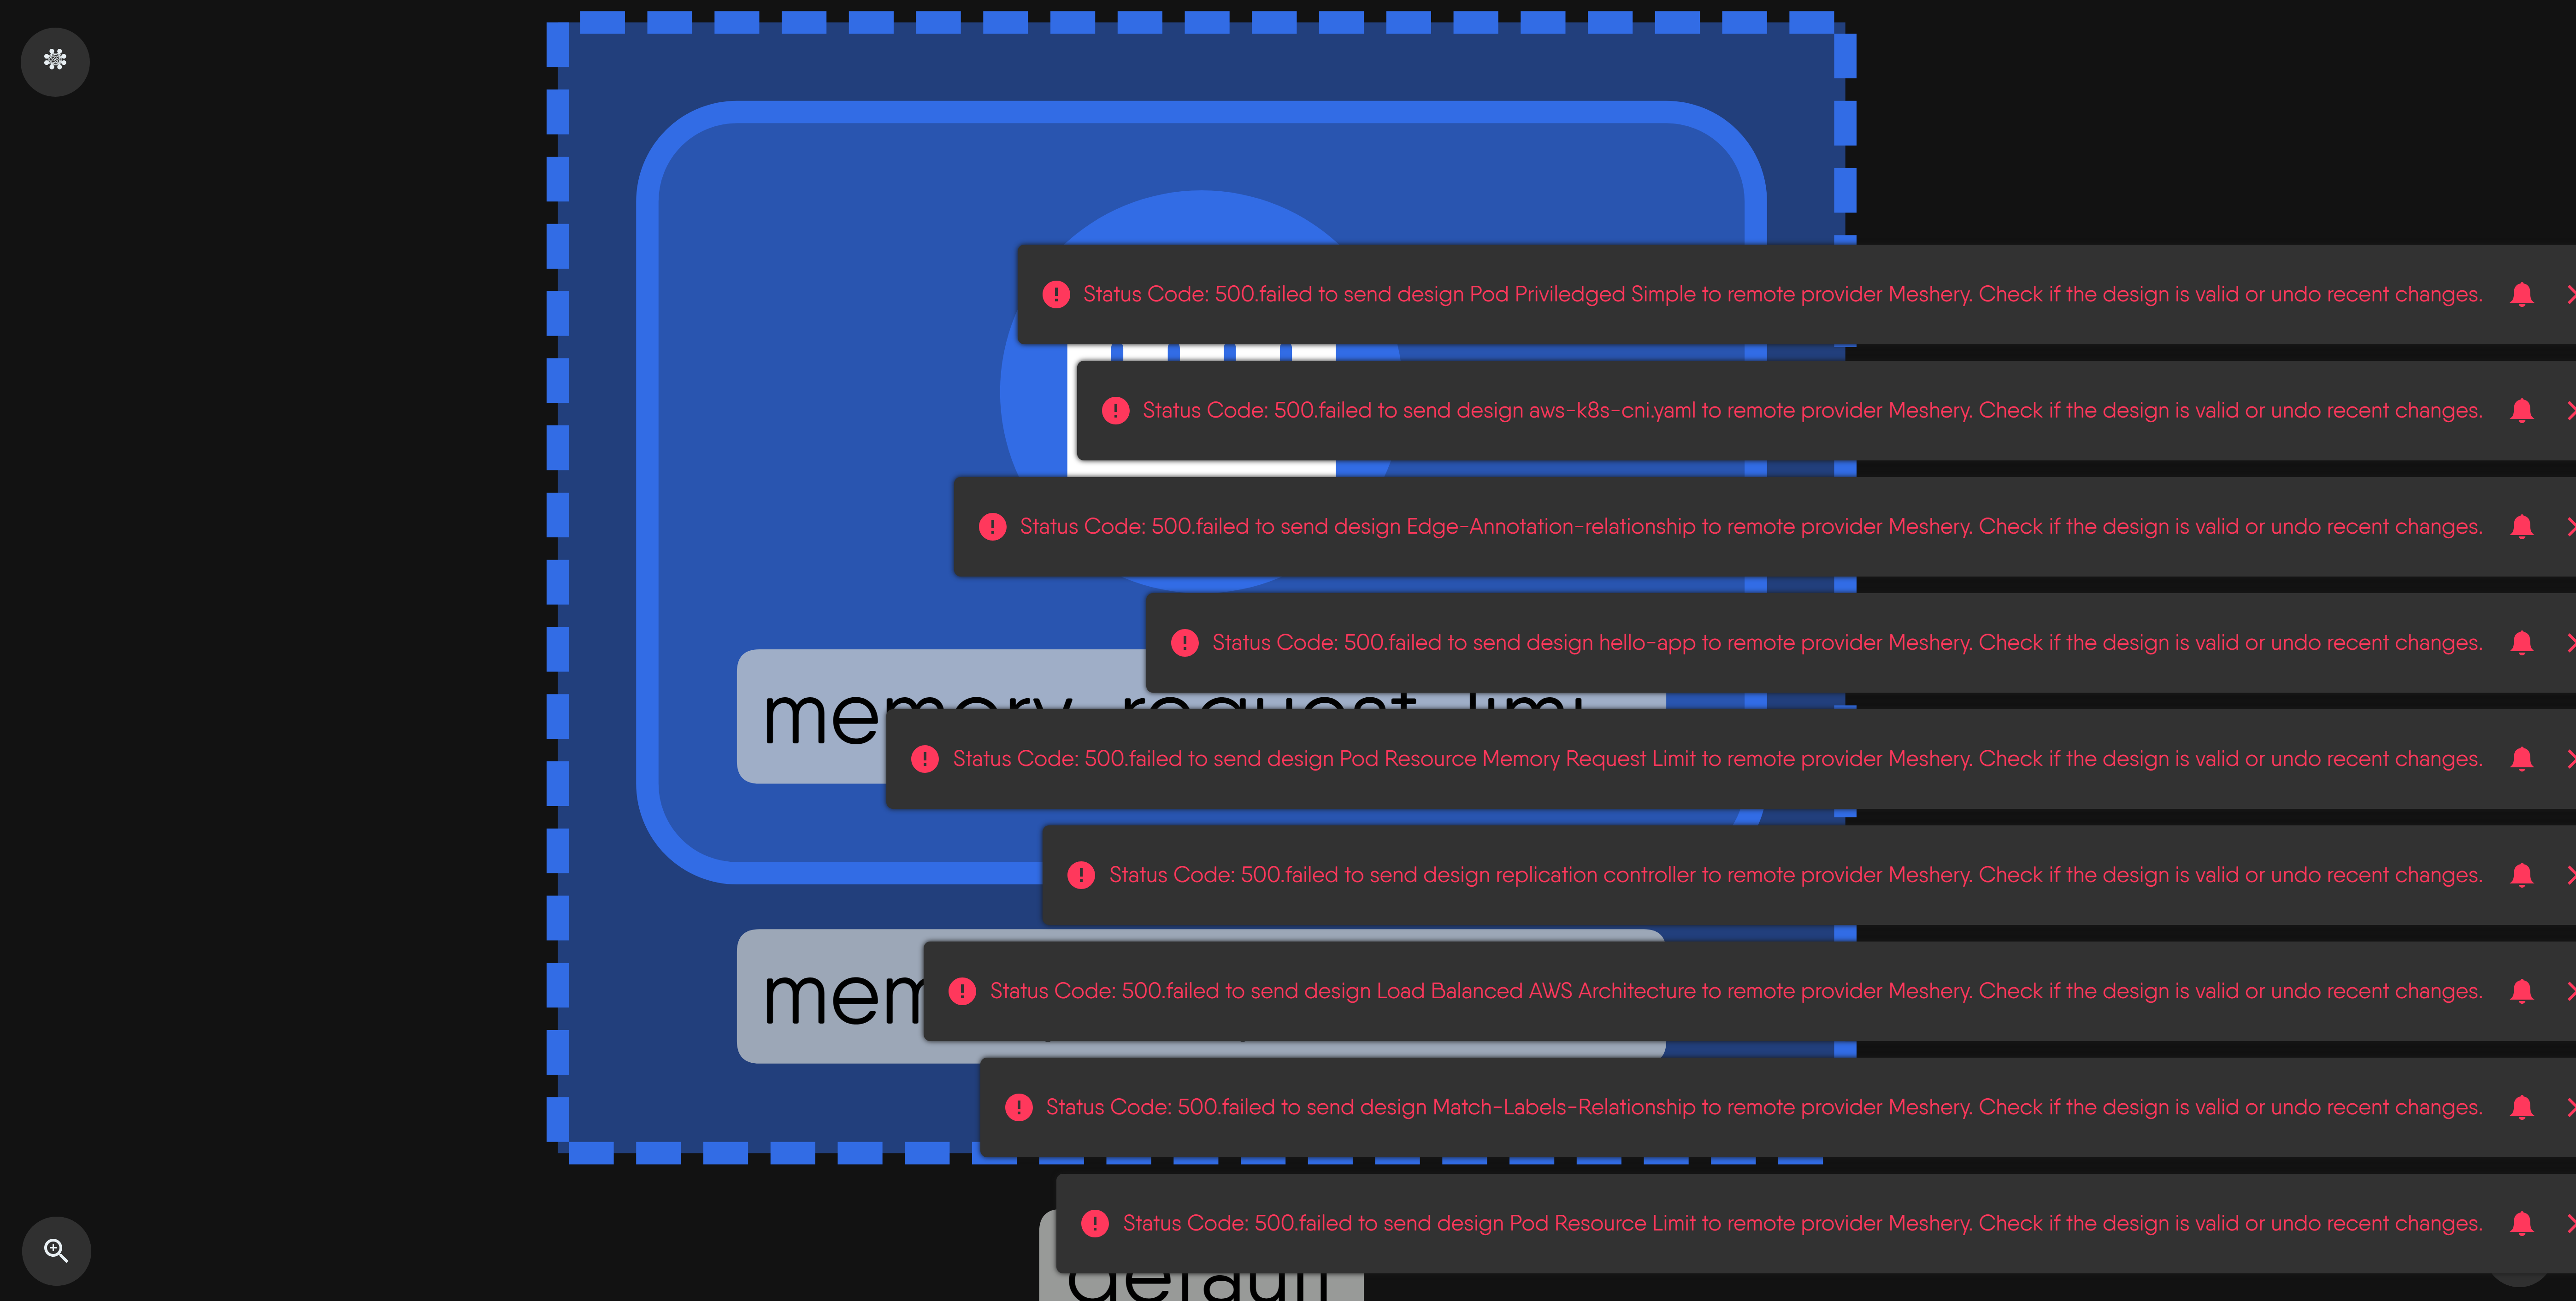 Status Code: 500.failed to send design Pod Priviledged Simple to remote provider Meshery. Check if the design is valid or undo recent changes.
Status Code: 500.failed to send design aws-k8s-cni.yaml to remote provider Meshery. Check if the design is valid or undo recent changes.
Status Code: 500.failed to send design Edge-Annotation-relationship to remote provider Meshery. Check if the design is valid or undo recent changes.
Status Code: 500.failed to send design hello-app to remote provider Meshery. Check if the design is valid or undo recent changes.
memory-request-limi
Status Code: 500.failed to send design Pod Resource Memory Request Limit to remote provider Meshery. Check if the design is valid or undo recent changes.
Status Code: 500.failed to send design replication controller to remote provider Meshery. Check if the design is valid or undo recent changes.
mem
Status Code: 500.failed to send design Load Balanced AWS Architecture to remote provider Meshery. Check if the design is valid or undo recent changes.
Status Code: 500.failed to send design Match-Labels-Relationship to remote provider Meshery. Check if the design is valid or undo recent changes.
Status Code: 500.failed to send design Pod Resource Limit to remote provider Meshery. Check if the design is valid or undo recent changes.
default